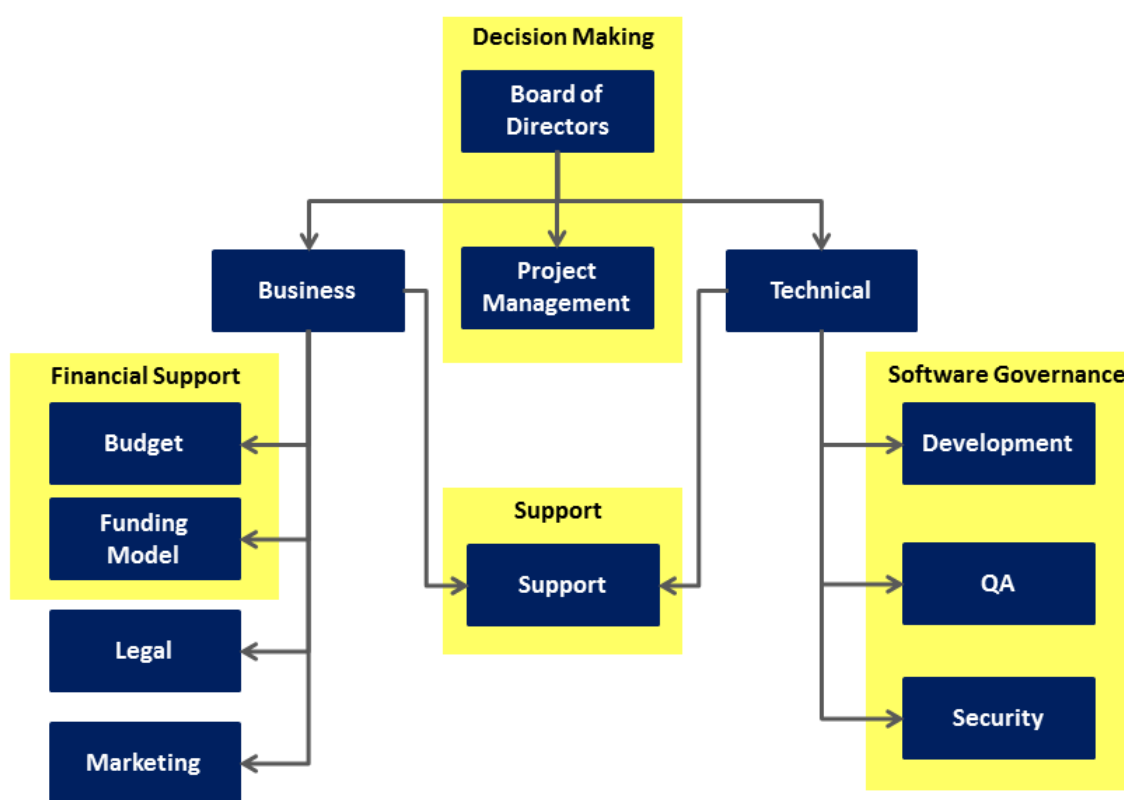 Decision Making
Board of
Directors
Business
Project
Management
Technical
Financial Support
Budget
Funding
Model
Legal
Marketing
Support
Support
Software Governance
Development
QA
Security